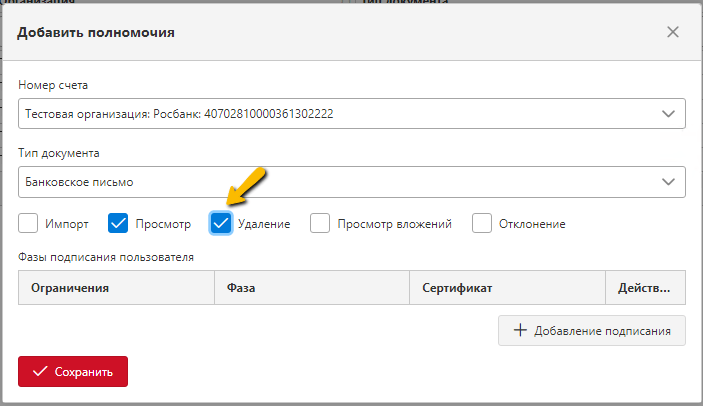 Добавить полномочия
Номер счета
Тестовая организация: Росбанк: 40702810000361302222
Тип документа
Банковское письмо
Импорт Просмотр Удаление Просмотр вложений Отклонение
Фазы подписания пользователя
Ограничения Фаза Сертификат Действ...
Добавление подписания
Сохранить